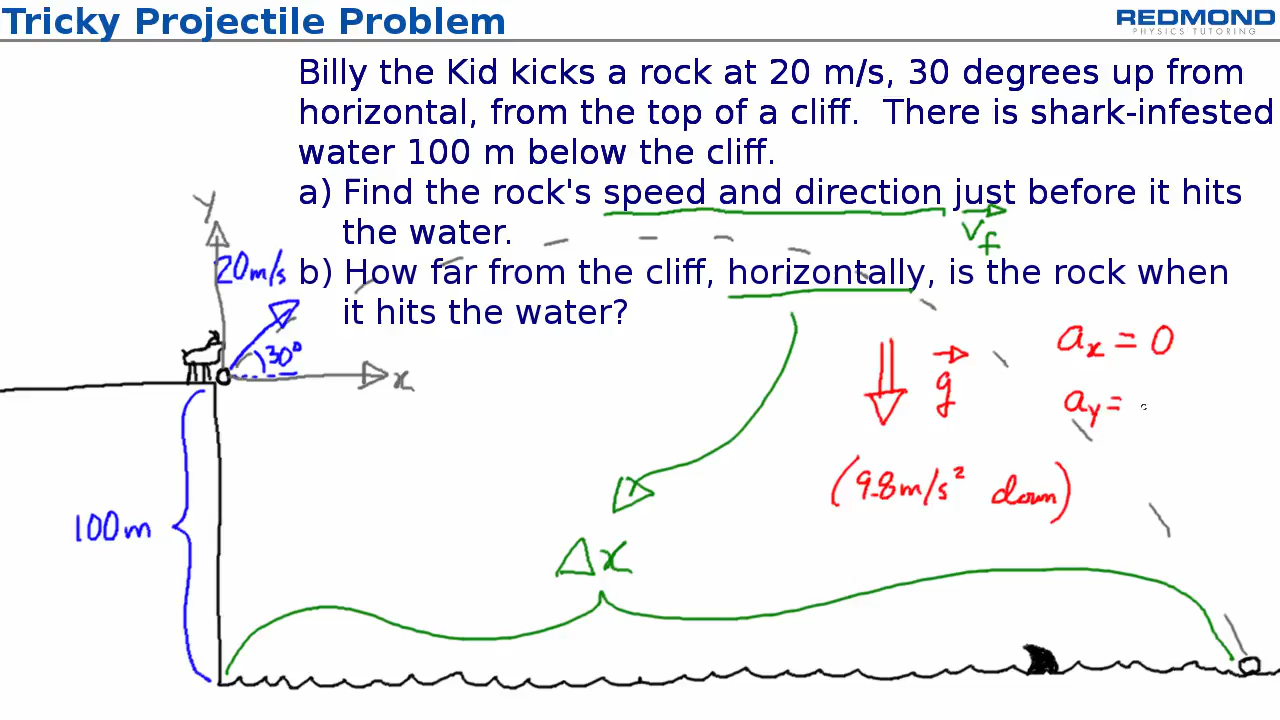 Tricky Projectile Problem
REDMOND
PHYSICS TUTORING
Billy the Kid kicks a rock at 20 m/s, 30 degrees up from
horizontal, from the top of a cliff. There is shark-infested
water 100 m below the cliff.
a) Find the rock's speed and direction just before it hits
the water.
b) How far from the cliff, horizontally, is the rock when
it hits the water?
y
vf
20m/s
30°
x
g
ax = 0
ay =
(9.8m/s² down)
100m
Δx